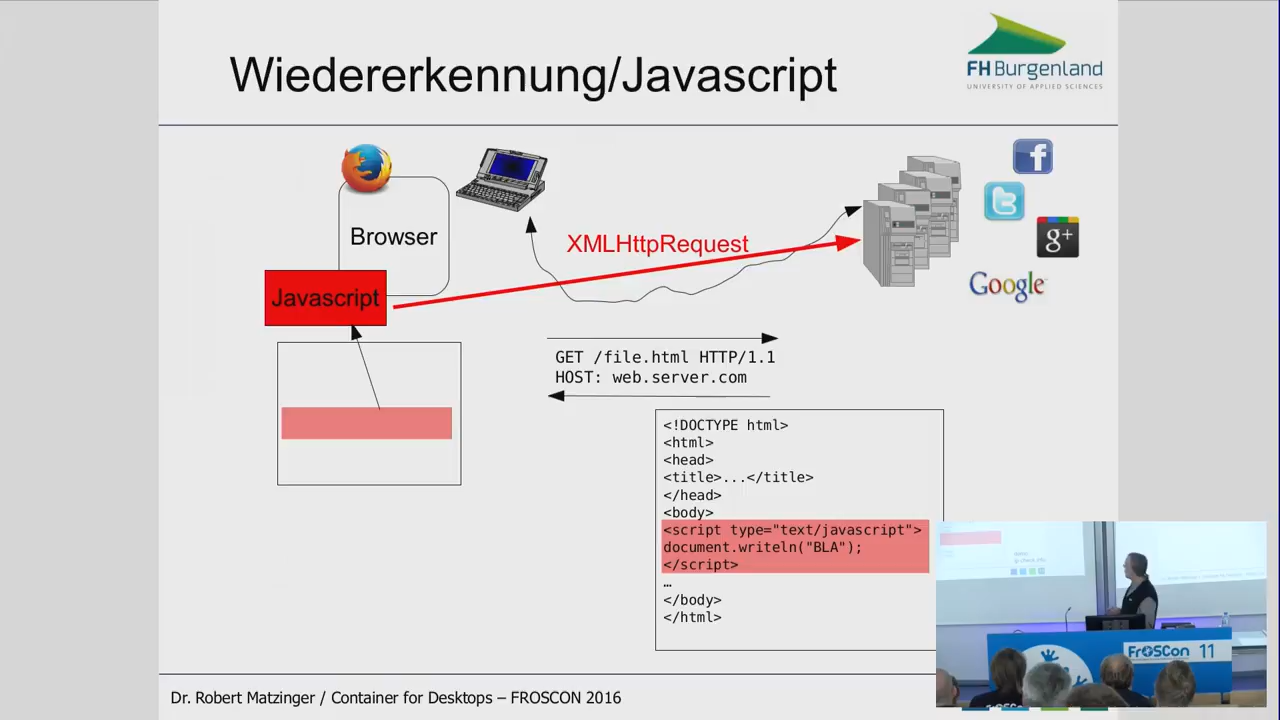 Wiedererkennung/Javascript
FH Burgenland
UNIVERSITY OF APPLIED SCIENCES
f
t
Browser
XMLHttpRequest
g+
Javascript
Google
GET /file.html HTTP/1.1
HOST: web.server.com
<!DOCTYPE html>
<html>
<head>
<title>...</title>
</head>
<body>
<script type="text/javascript">
document.writeln("BLA");
</script>
…
</body>
</html>
FrOSCon 11
Dr. Robert Matzinger / Container for Desktops – FROSCON 2016